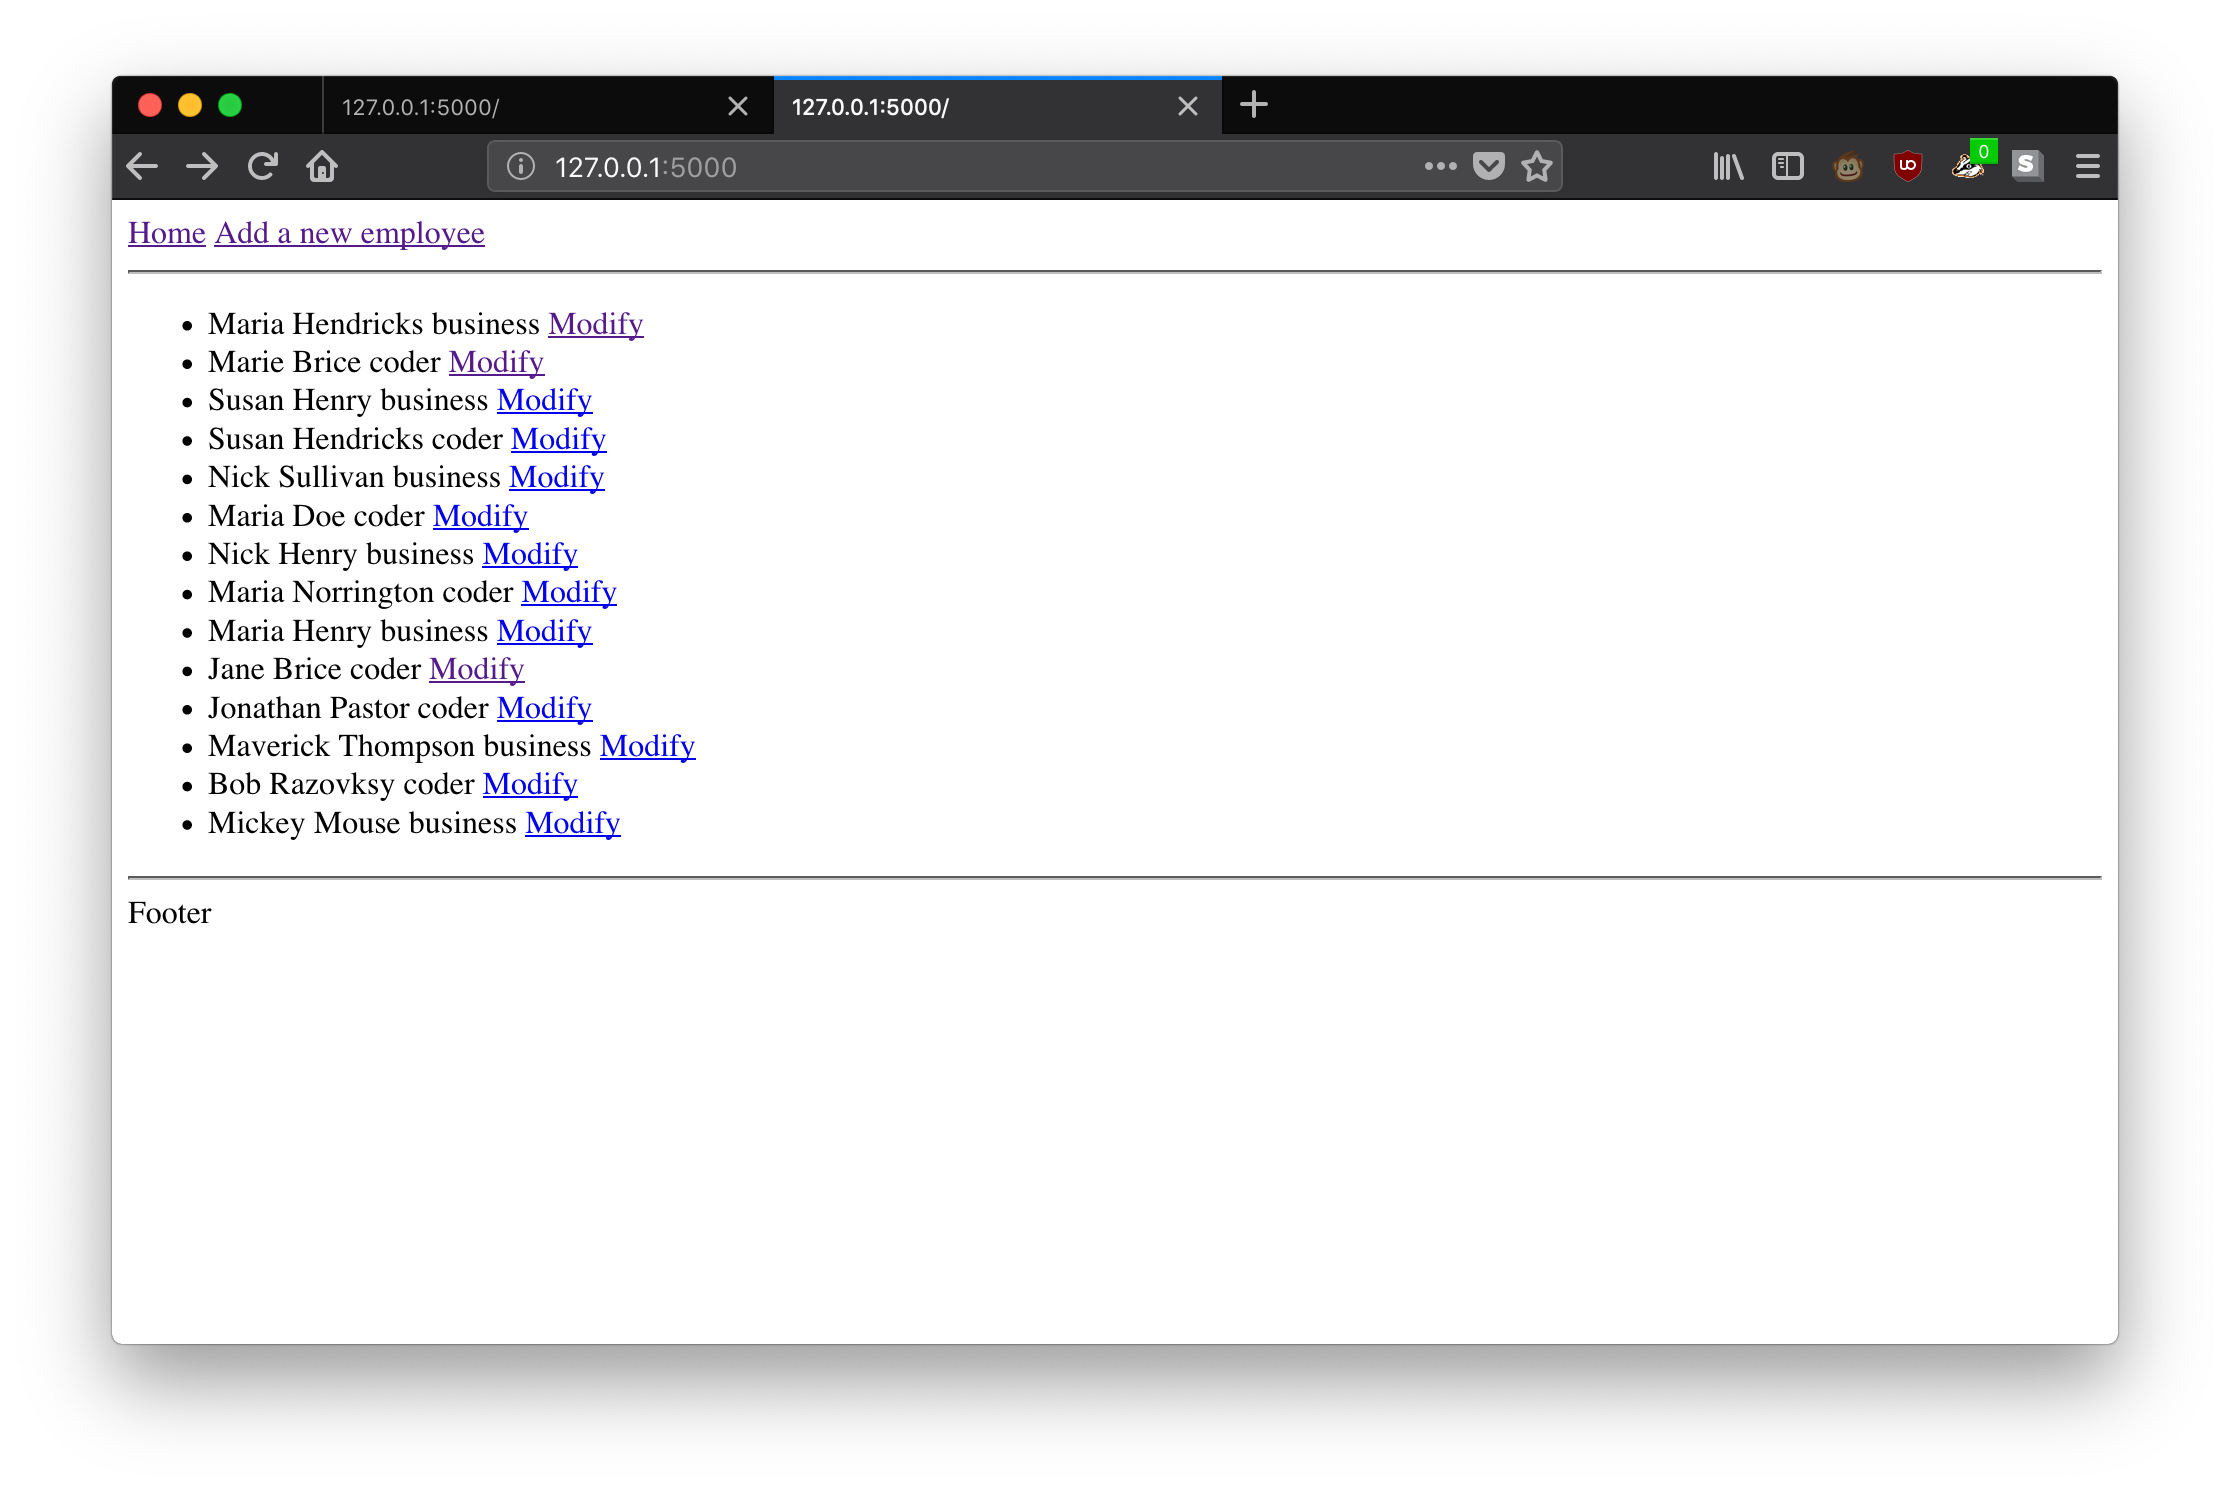 127.0.0.1:5000/
127.0.0.1:5000/
127.0.0.1:5000
0
S
Home Add a new employee
Maria Hendricks business Modify
Marie Brice coder Modify
Susan Henry business Modify
Susan Hendricks coder Modify
Nick Sullivan business Modify
Maria Doe coder Modify
Nick Henry business Modify
Maria Norrington coder Modify
Maria Henry business Modify
Jane Brice coder Modify
Jonathan Pastor coder Modify
Maverick Thompson business Modify
Bob Razovksy coder Modify
Mickey Mouse business Modify
Footer